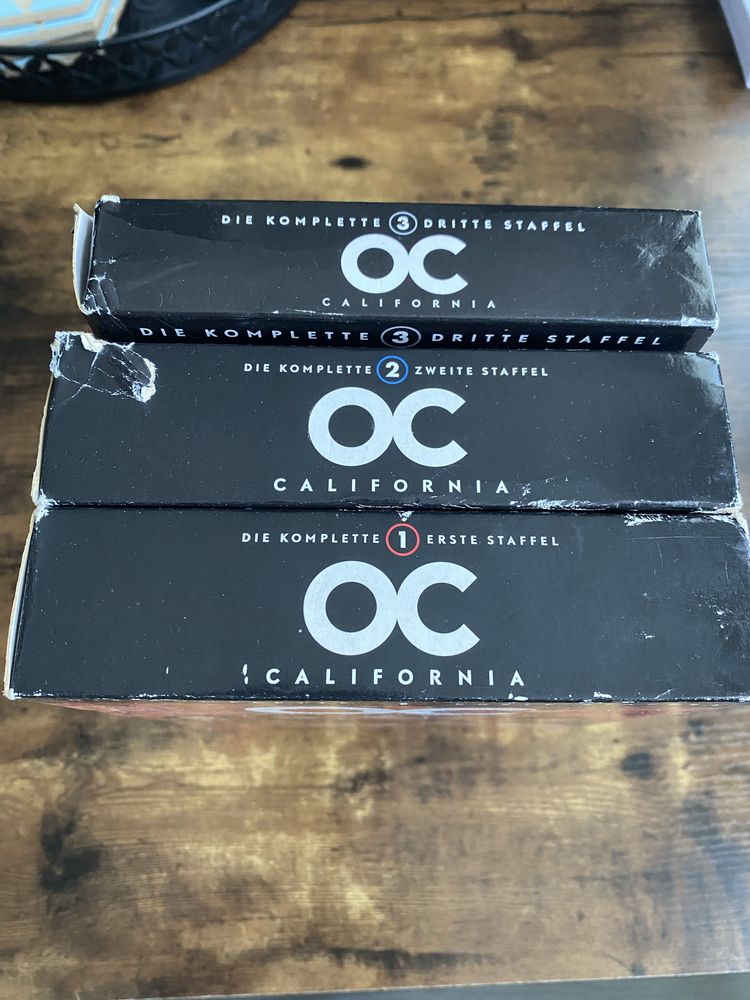 DIE KOMPLETTE 3 DRITTE STAFFEL
OC
CALIFORNIA
DIE KOMPLETTE 3 DRITTE STAFFEL
DIE KOMPLETTE 2 ZWEITE STAFFEL
OC
CALIFORNIA
DIE KOMPLETTE 1 ERSTE STAFFEL
OC
CALIFORNIA